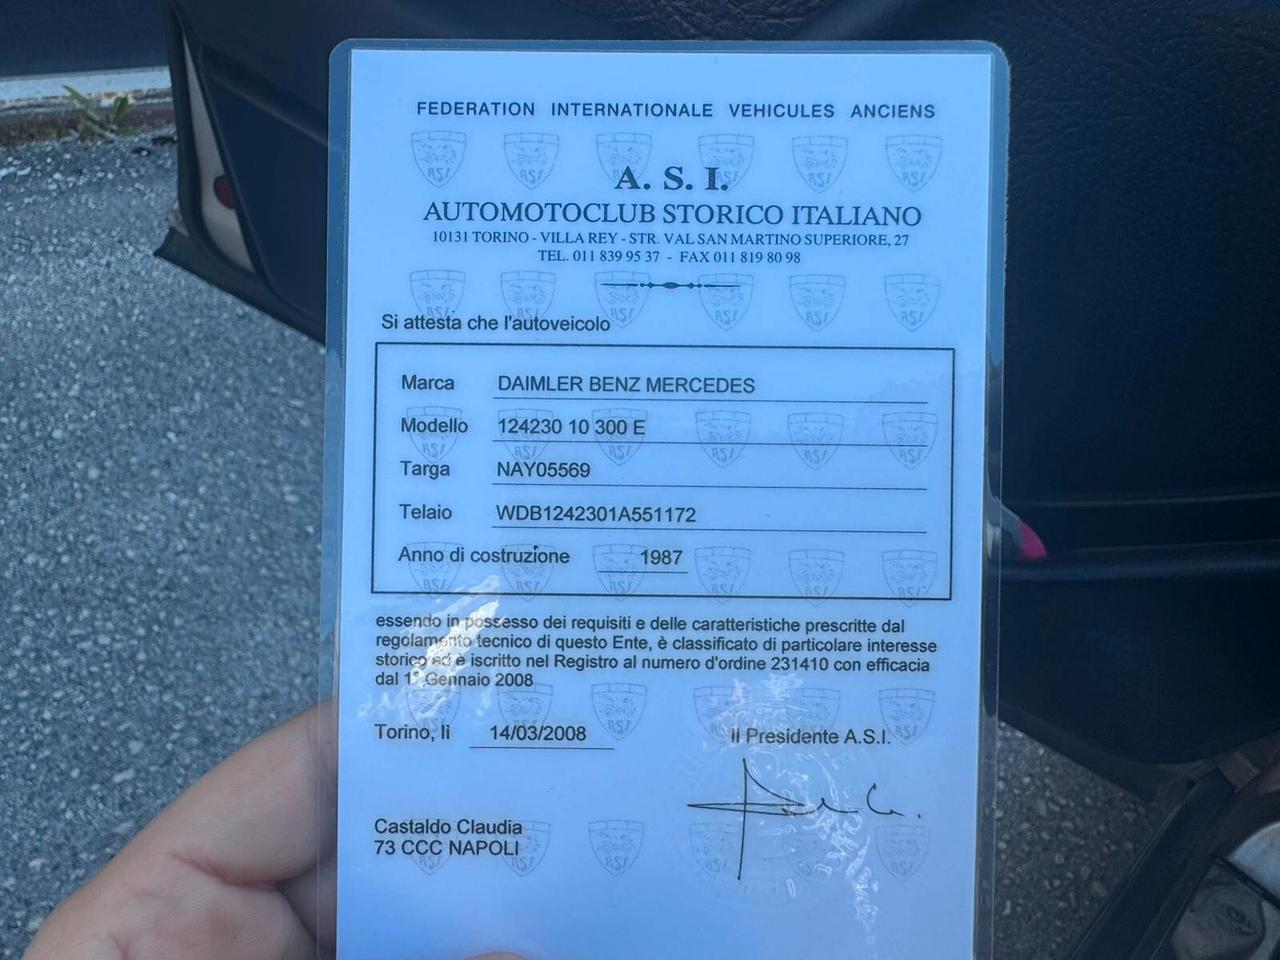 FEDERATION INTERNATIONALE VEHICULES ANCIENS
A. S. I.
AUTOMOTOCLUB STORICO ITALIANO
10131 TORINO - VILLA REY - STR. VAL SAN MARTINO SUPERIORE, 27
TEL. 011 839 95 37 - FAX 011 819 80 98
Si attesta che l'autoveicolo
Marca DAIMLER BENZ MERCEDES
Modello 124230 10 300 E
Targa NAY05569
Telaio WDB1242301A551172
Anno di costruzione 1987
essendo in possesso dei requisiti e delle caratteristiche prescritte dal
regolamento tecnico di questo Ente, è classificato di particolare interesse
storico ed è iscritto nel Registro al numero d'ordine 231410 con efficacia
dal 1° Gennaio 2008
Torino, lì 14/03/2008 Il Presidente A.S.I.
Castaldo Claudia
73 CCC NAPOLI